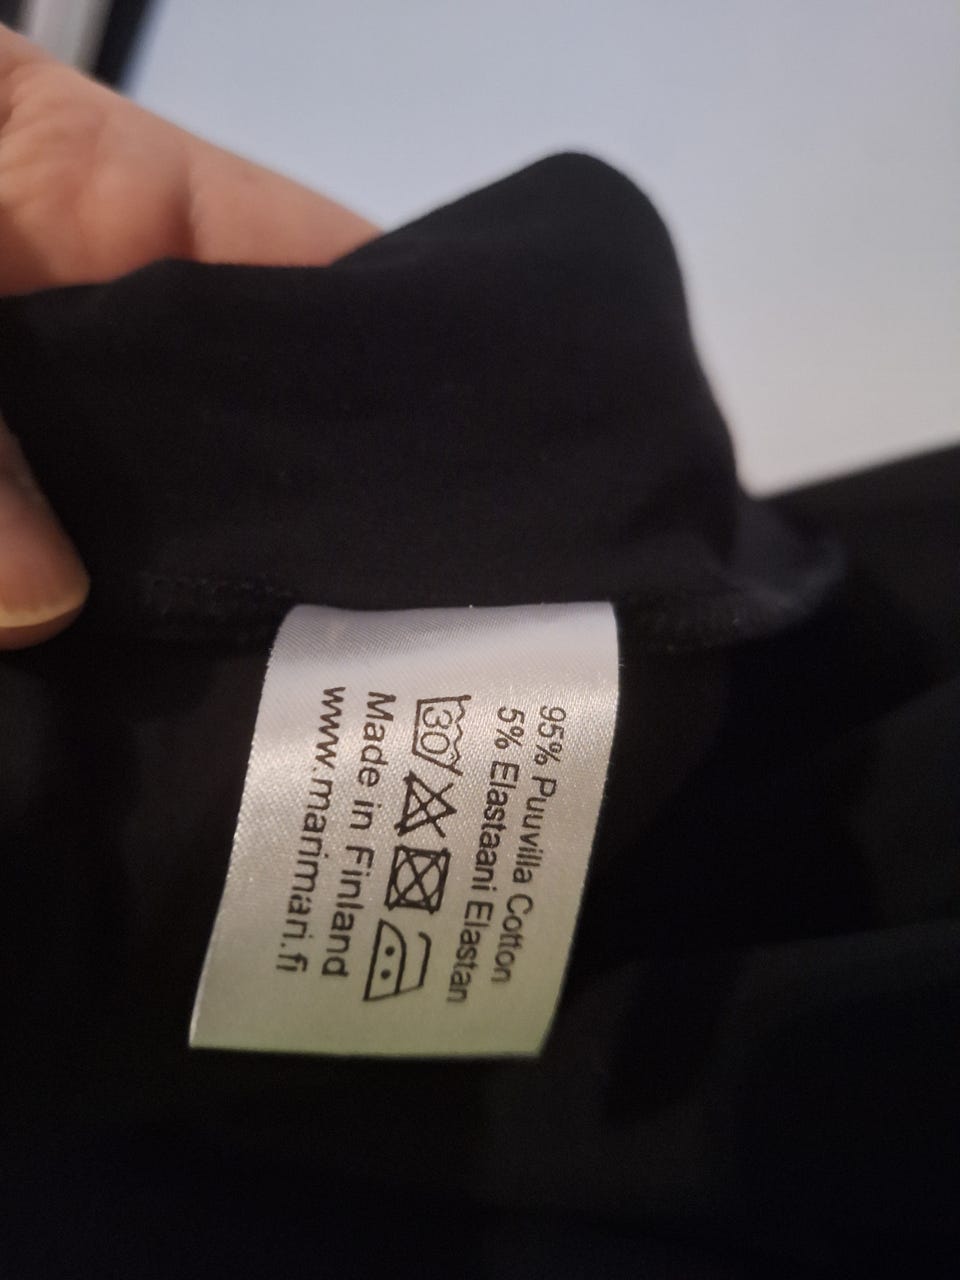 95% Puuvilla Cotton
5% Elastaani Elastan
30
Made in Finland
www.marimari.fi